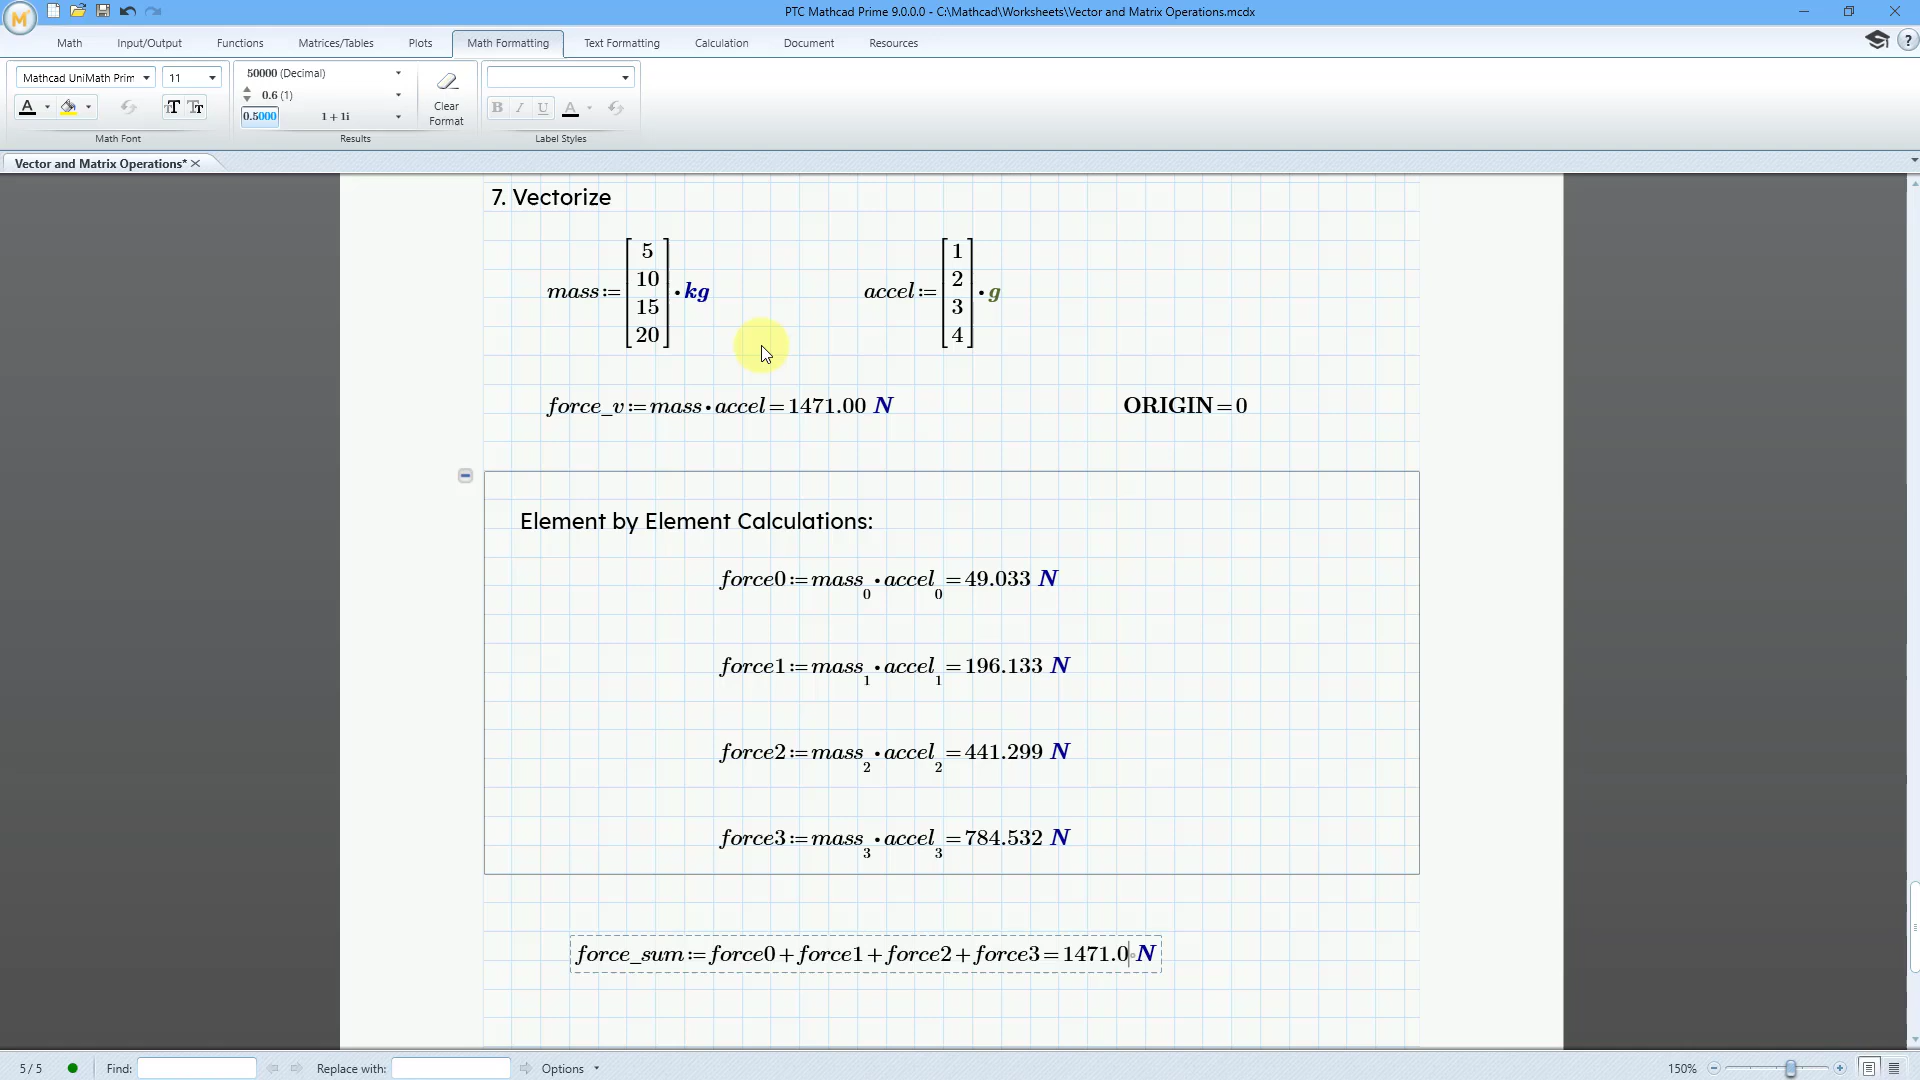 PTC Mathcad Prime 9.0.0.0 - C:\Mathcad\Worksheets\Vector and Matrix Operations.mcdx
Math Input/Output Functions Matrices/Tables Plots Math Formatting Text Formatting Calculation Document Resources
Mathcad UniMath Prim 11
50000 (Decimal)
0.6 (1)
0.5000 1 + 1i
Clear
Format
B I U A
Math Font Results Label Styles
Vector and Matrix Operations*
7. Vectorize
mass:=[5 10 15 20]·kg accel:=[1 2 3 4]·g
force_v:=mass·accel=1471.00 N ORIGIN=0
Element by Element Calculations:
force0:=mass₀·accel₀=49.033 N
force1:=mass₁·accel₁=196.133 N
force2:=mass₂·accel₂=441.299 N
force3:=mass₃·accel₃=784.532 N
force_sum:=force0+force1+force2+force3=1471.0 N
5 / 5 Find: Replace with: Options 150%